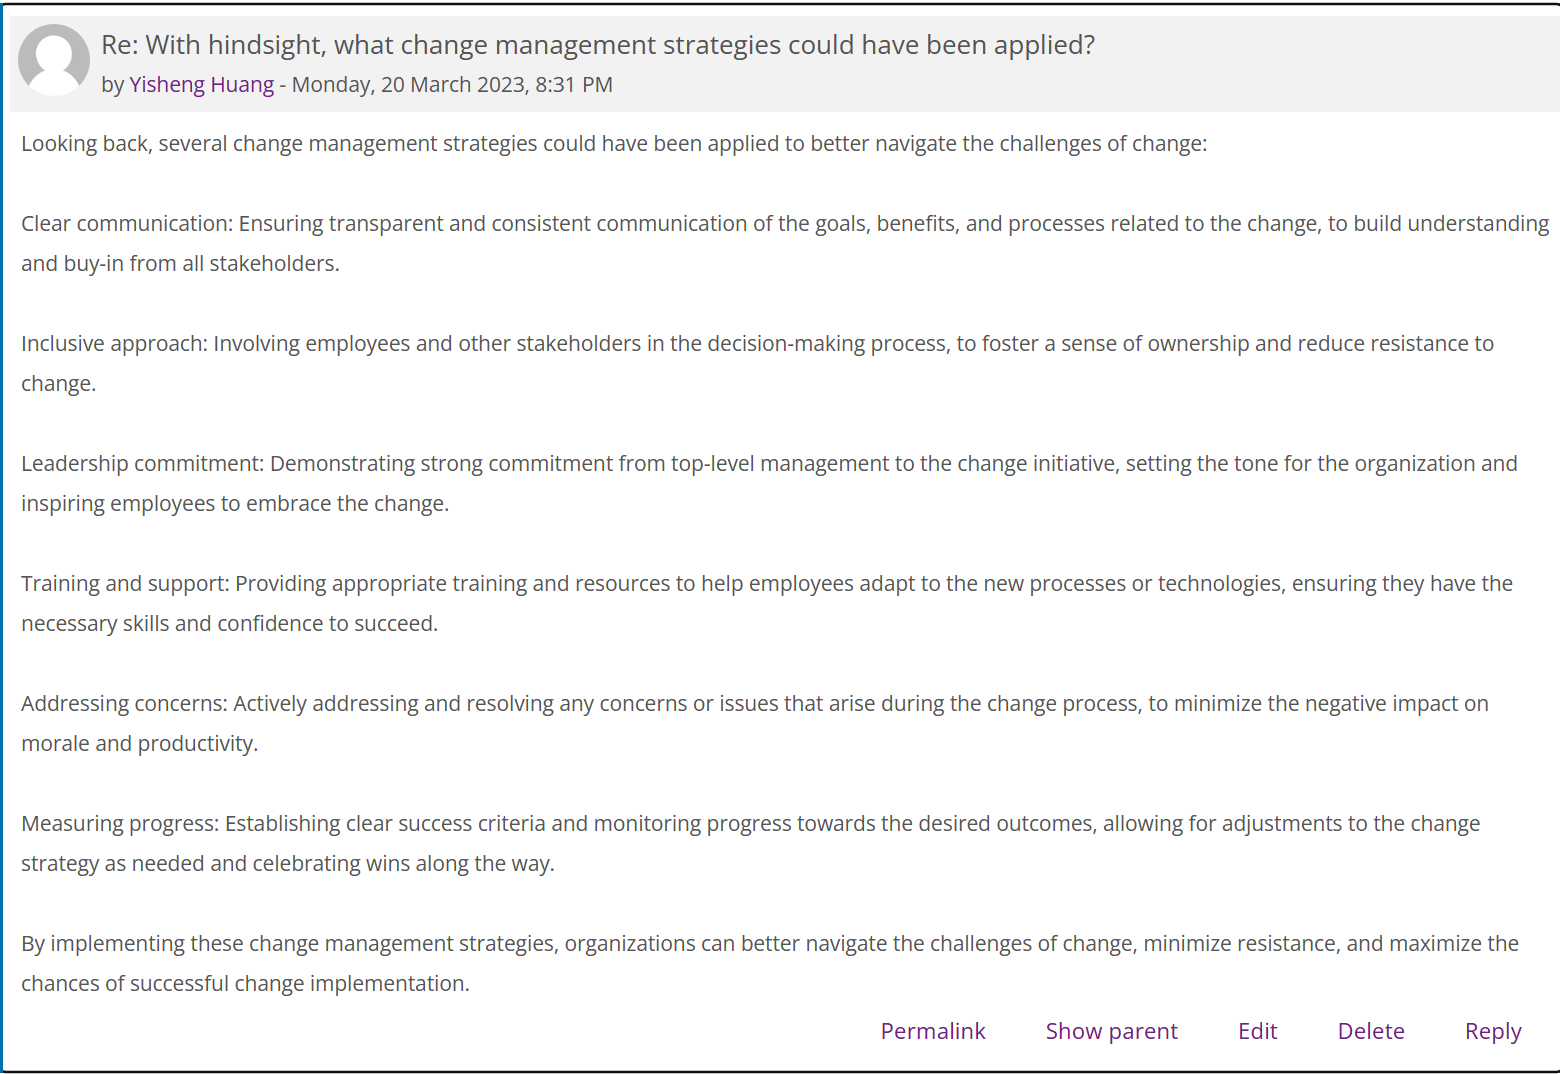 Re: With hindsight, what change management strategies could have been applied?
by Yisheng Huang - Monday, 20 March 2023, 8:31 PM
Looking back, several change management strategies could have been applied to better navigate the challenges of change:
Clear communication: Ensuring transparent and consistent communication of the goals, benefits, and processes related to the change, to build understanding
and buy-in from all stakeholders.
Inclusive approach: Involving employees and other stakeholders in the decision-making process, to foster a sense of ownership and reduce resistance to
change.
Leadership commitment: Demonstrating strong commitment from top-level management to the change initiative, setting the tone for the organization and
inspiring employees to embrace the change.
Training and support: Providing appropriate training and resources to help employees adapt to the new processes or technologies, ensuring they have the
necessary skills and confidence to succeed.
Addressing concerns: Actively addressing and resolving any concerns or issues that arise during the change process, to minimize the negative impact on
morale and productivity.
Measuring progress: Establishing clear success criteria and monitoring progress towards the desired outcomes, allowing for adjustments to the change
strategy as needed and celebrating wins along the way.
By implementing these change management strategies, organizations can better navigate the challenges of change, minimize resistance, and maximize the
chances of successful change implementation.
Permalink Show parent Edit Delete Reply